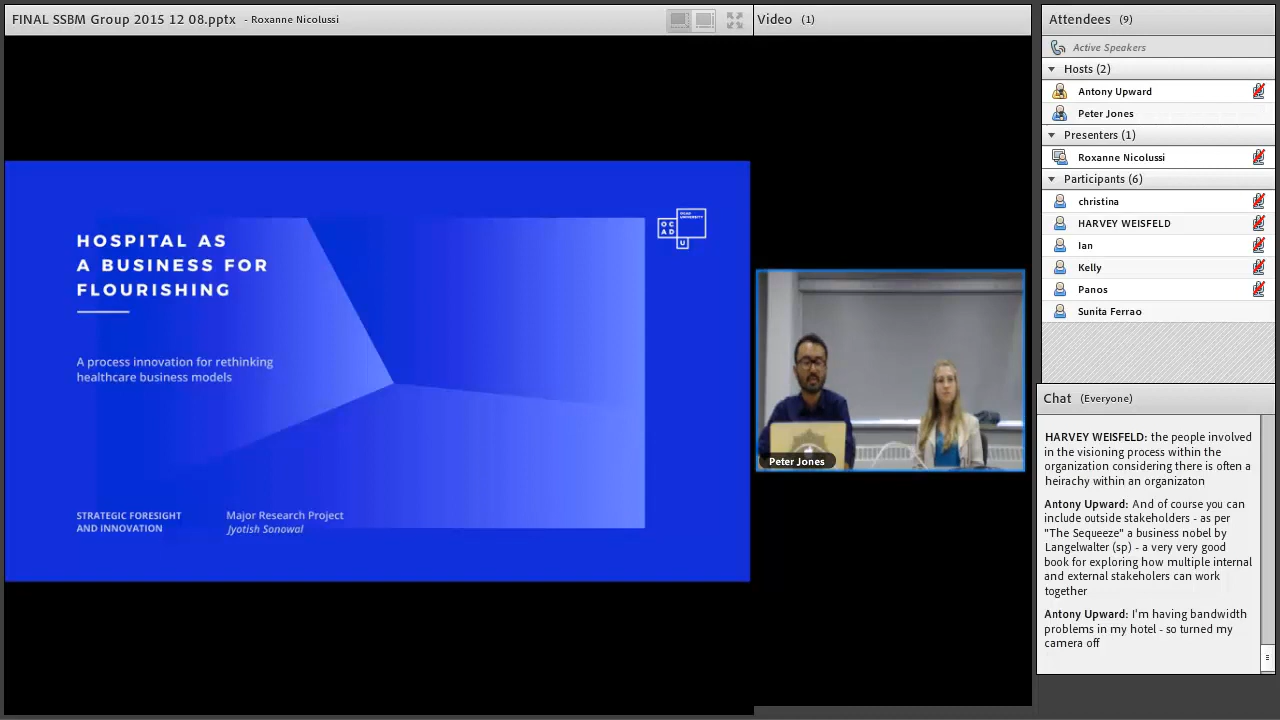 FINAL SSBM Group 2015 12 08.pptx - Roxanne Nicolussi
HOSPITAL AS
A BUSINESS FOR
FLOURISHING
A process innovation for rethinking
healthcare business models
OCAD
UNIVERSITY
O C
A D
U
STRATEGIC FORESIGHT
AND INNOVATION
Major Research Project
Jyotish Sonowal
Video (1)
Peter Jones
Attendees (9)
Active Speakers
Hosts (2)
Antony Upward
Peter Jones
Presenters (1)
Roxanne Nicolussi
Participants (6)
christina
HARVEY WEISFELD
Ian
Kelly
Panos
Sunita Ferrao
Chat (Everyone)
HARVEY WEISFELD: the people involved
in the visioning process within the
organization considering there is often a
heirachy within an organizaton
Antony Upward: And of course you can
include outside stakeholders - as per
"The Sequeeze" a business nobel by
Langelwalter (sp) - a very very good
book for exploring how multiple internal
and external stakeholers can work
together
Antony Upward: I'm having bandwidth
problems in my hotel - so turned my
camera off